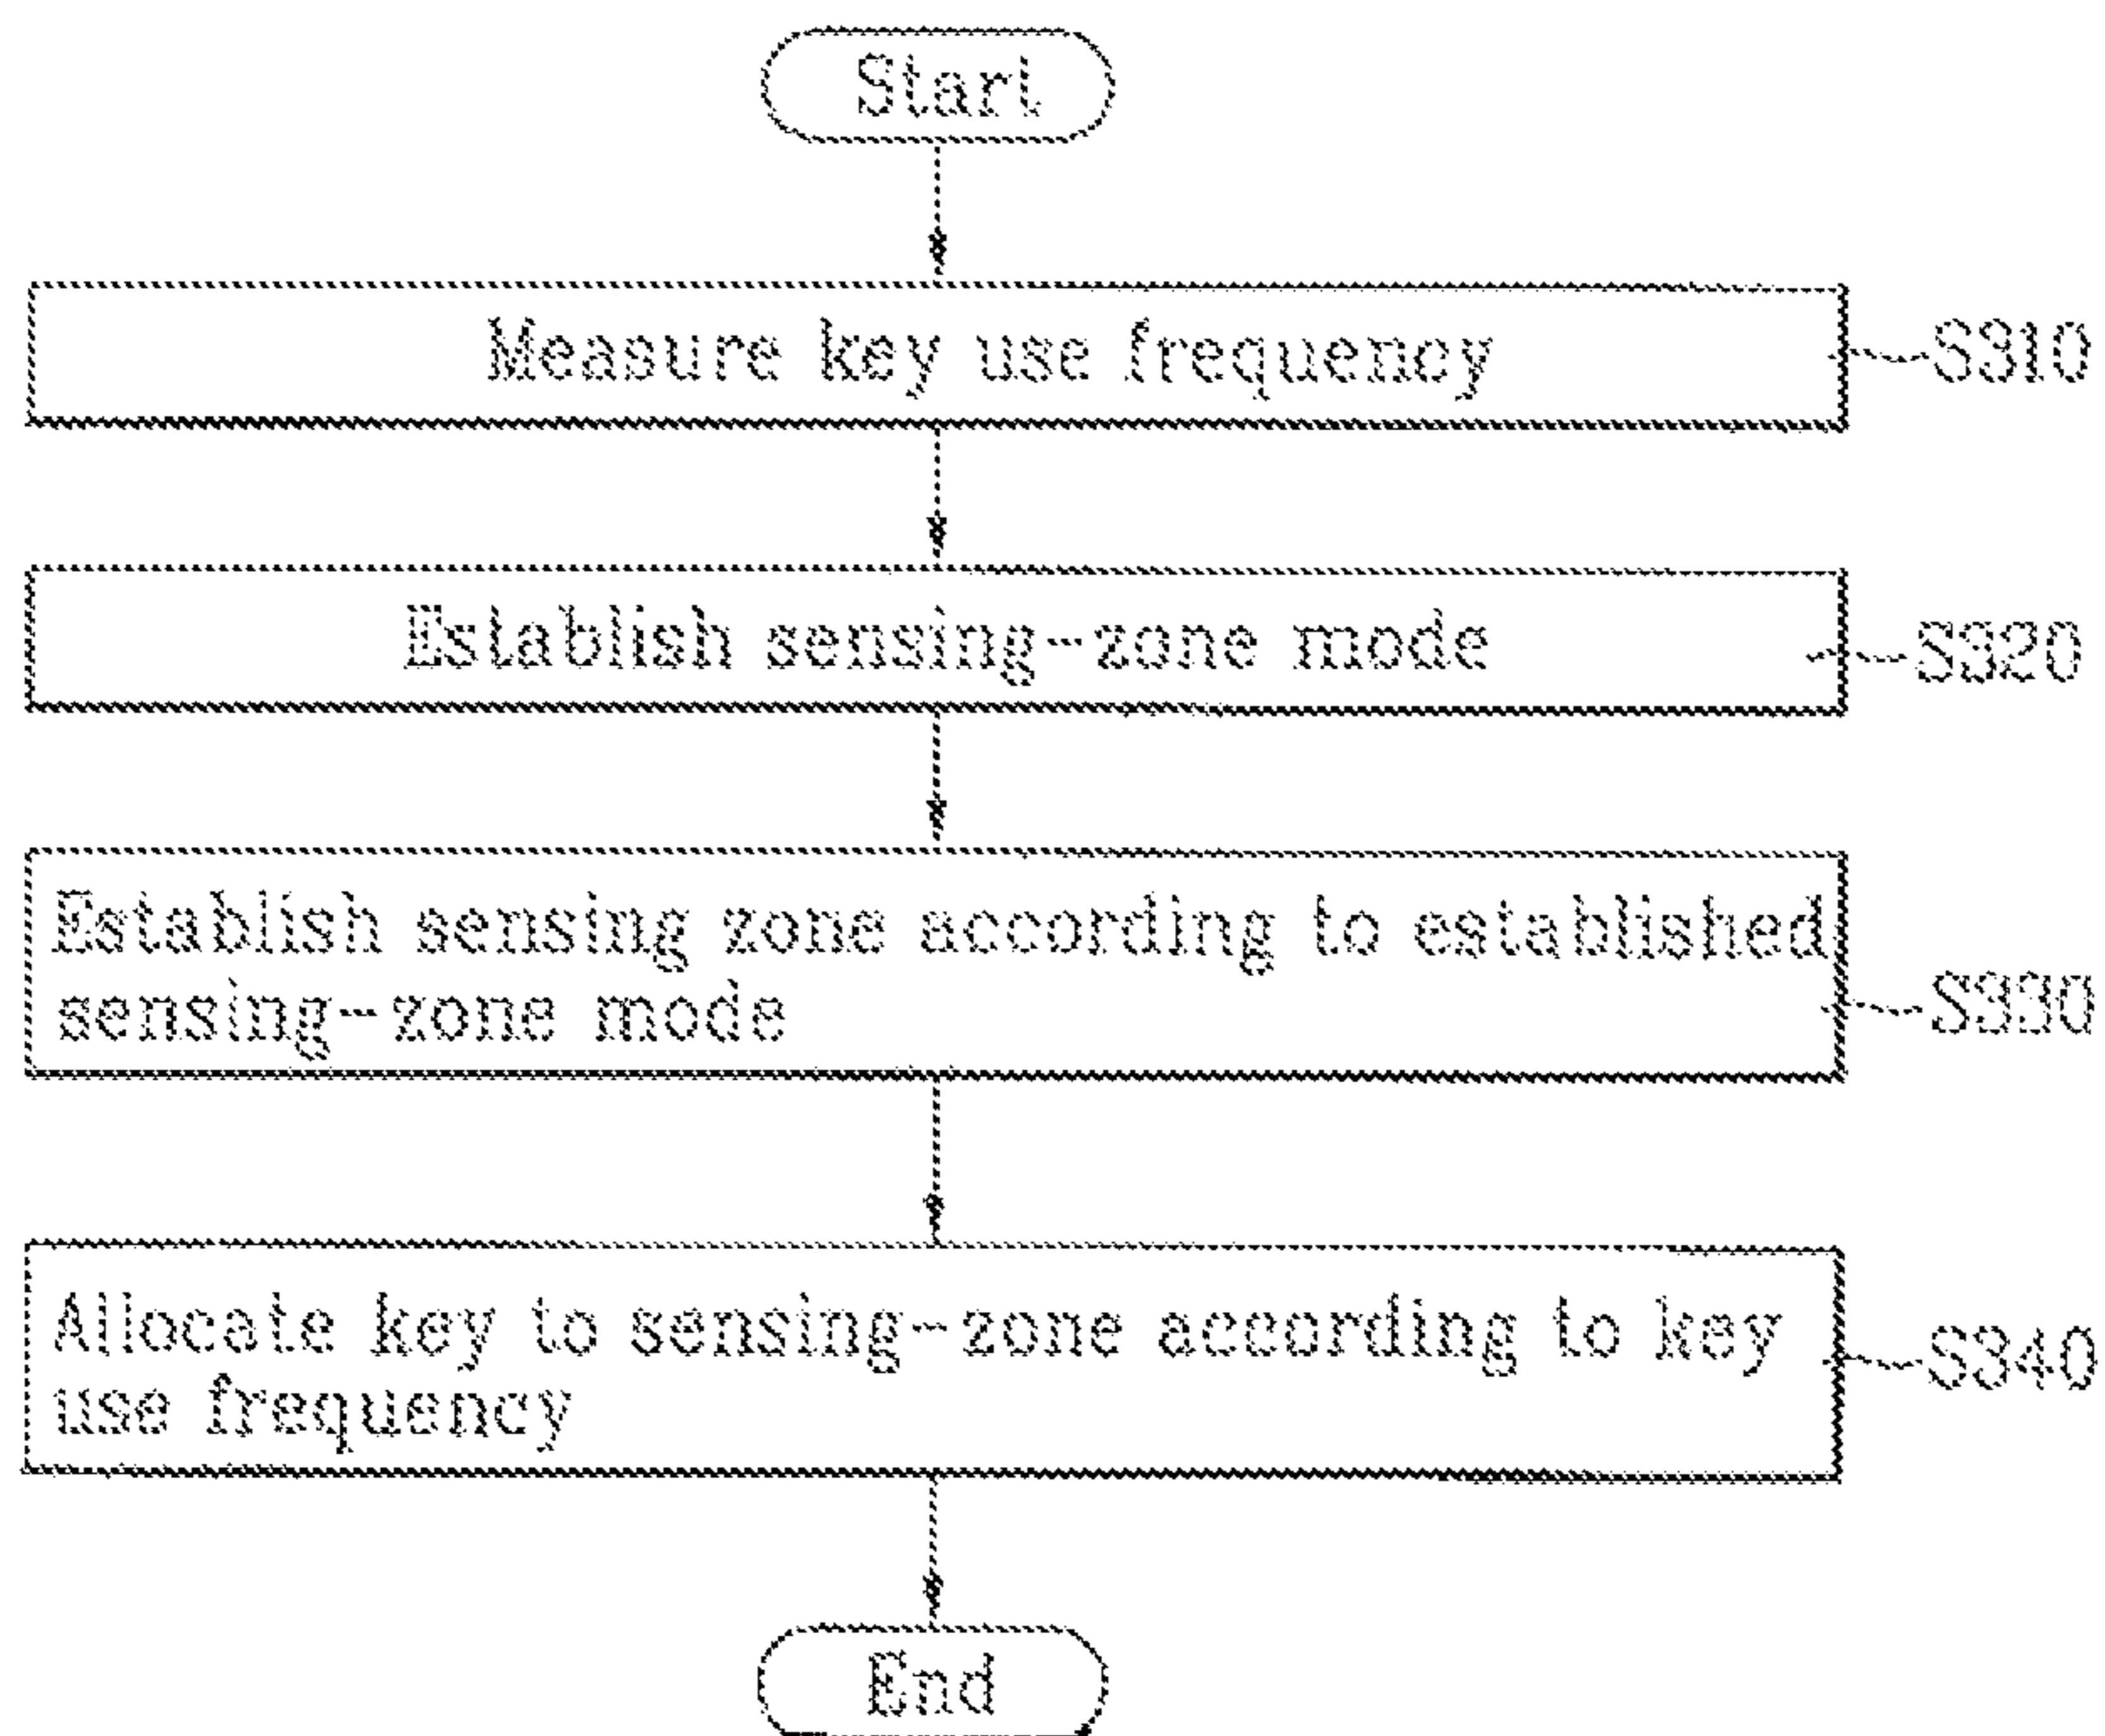 Start
Measure key use frequency
S310
Establish sensing-zone mode
S320
Establish sensing zone according to established
sensing-zone mode
S330
Allocate key to sensing-zone according to key
use frequency
S340
End